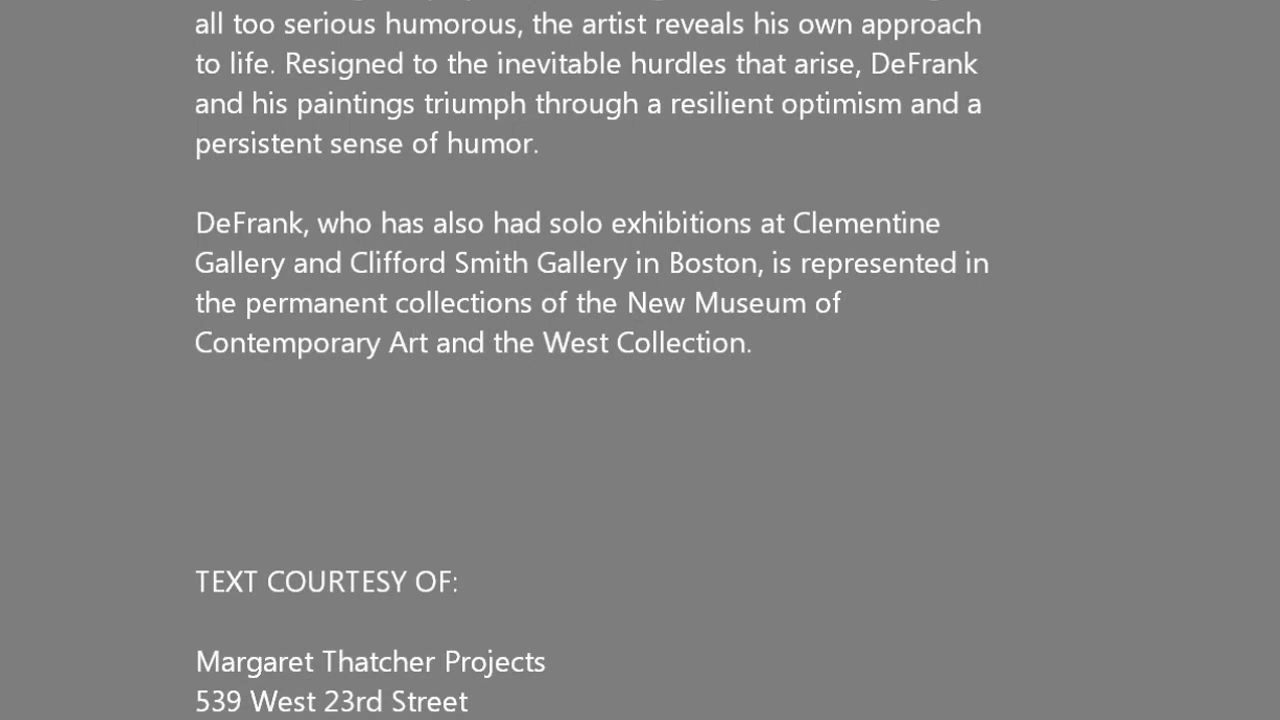 all too serious humorous, the artist reveals his own approach
to life. Resigned to the inevitable hurdles that arise, DeFrank
and his paintings triumph through a resilient optimism and a
persistent sense of humor.
DeFrank, who has also had solo exhibitions at Clementine
Gallery and Clifford Smith Gallery in Boston, is represented in
the permanent collections of the New Museum of
Contemporary Art and the West Collection.
TEXT COURTESY OF:
Margaret Thatcher Projects
539 West 23rd Street